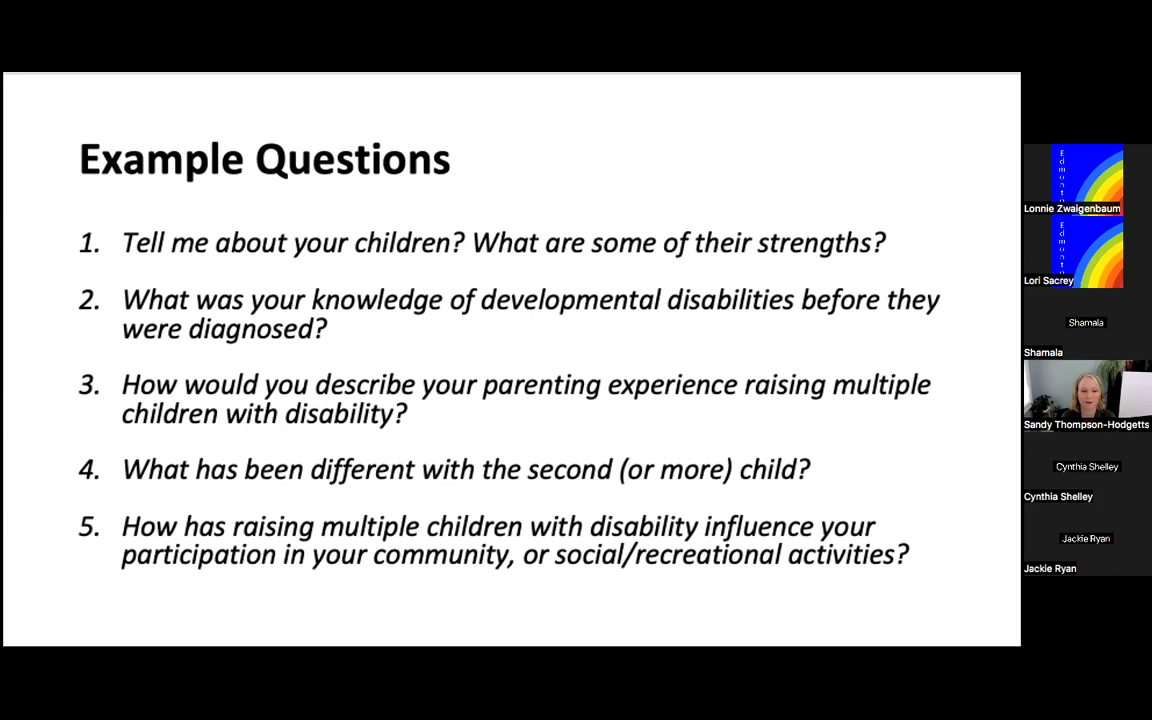 Example Questions
1. Tell me about your children? What are some of their strengths?
2. What was your knowledge of developmental disabilities before they
were diagnosed?
3. How would you describe your parenting experience raising multiple
children with disability?
4. What has been different with the second (or more) child?
5. How has raising multiple children with disability influence your
participation in your community, or social/recreational activities?
Edmont
Lonnie Zwaigenbaum
Edmont
Lori Sacrey
Shamala
Shamala
Sandy Thompson-Hodgetts
Cynthia Shelley
Cynthia Shelley
Jackie Ryan
Jackie Ryan